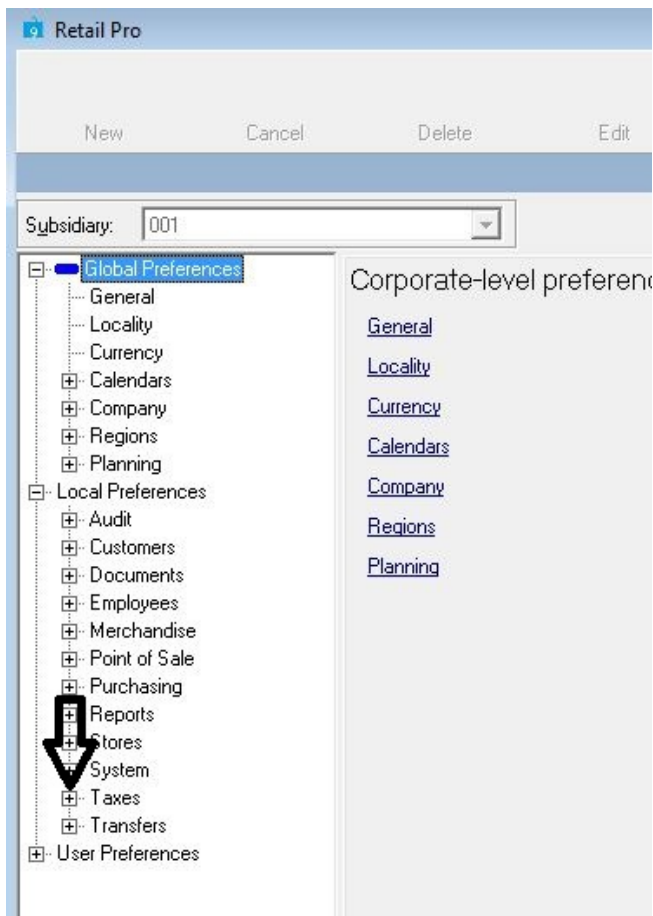 Retail Pro
New Cancel Delete Edit
Subsidiary: 001
Global Preferences
General
Locality
Currency
Calendars
Company
Regions
Planning
Local Preferences
Audit
Customers
Documents
Employees
Merchandise
Point of Sale
Purchasing
Reports
Stores
System
Taxes
Transfers
User Preferences
Corporate-level preferenc
General
Locality
Currency
Calendars
Company
Regions
Planning